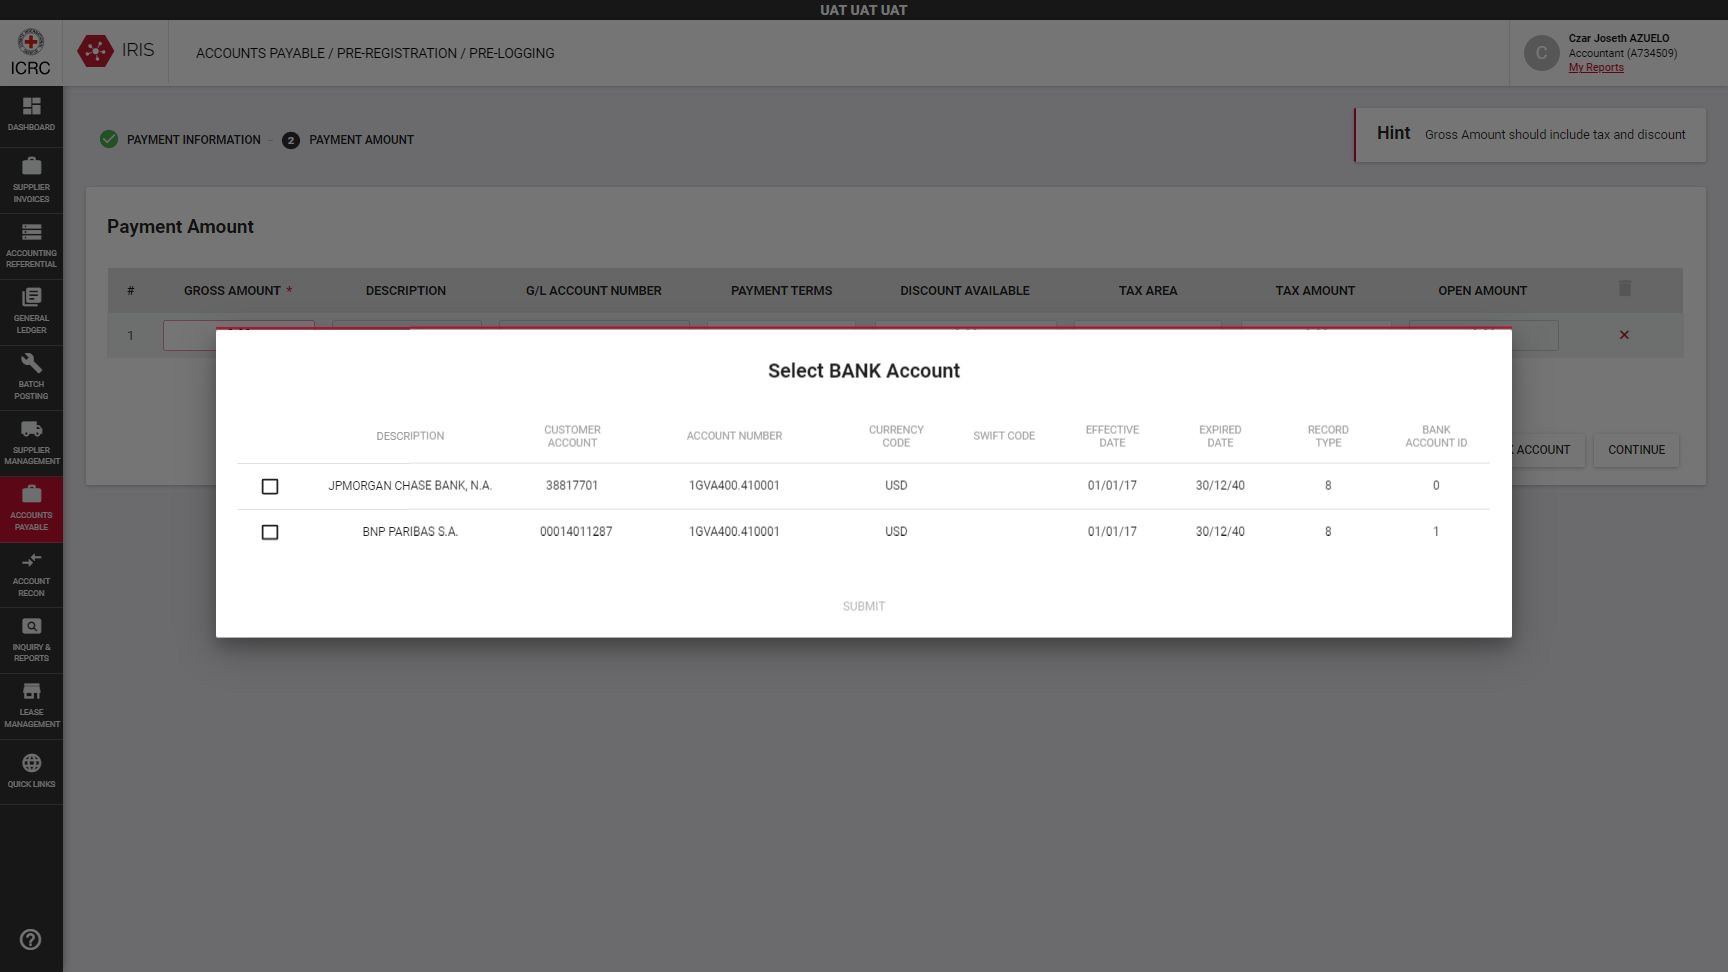 UAT UAT UAT
ICRC
IRIS
ACCOUNTS PAYABLE / PRE-REGISTRATION / PRE-LOGGING
C
Czar Joseth AZUELO
Accountant (A734509)
My Reports
DASHBOARD
SUPPLIER
INVOICES
ACCOUNTING
REFERENTIAL
GENERAL
LEDGER
BATCH
POSTING
SUPPLIER
MANAGEMENT
ACCOUNTS
PAYABLE
ACCOUNT
RECON
INQUIRY &
REPORTS
LEASE
MANAGEMENT
QUICK LINKS
PAYMENT INFORMATION
2 PAYMENT AMOUNT
Hint Gross Amount should include tax and discount
Payment Amount
# GROSS AMOUNT * DESCRIPTION G/L ACCOUNT NUMBER PAYMENT TERMS DISCOUNT AVAILABLE TAX AREA TAX AMOUNT OPEN AMOUNT
1
ACCOUNT
CONTINUE
Select BANK Account
DESCRIPTION CUSTOMER ACCOUNT ACCOUNT NUMBER CURRENCY CODE SWIFT CODE EFFECTIVE DATE EXPIRED DATE RECORD TYPE BANK ACCOUNT ID
JPMORGAN CHASE BANK, N.A. 38817701 1GVA400.410001 USD 01/01/17 30/12/40 8 0
BNP PARIBAS S.A. 00014011287 1GVA400.410001 USD 01/01/17 30/12/40 8 1
SUBMIT